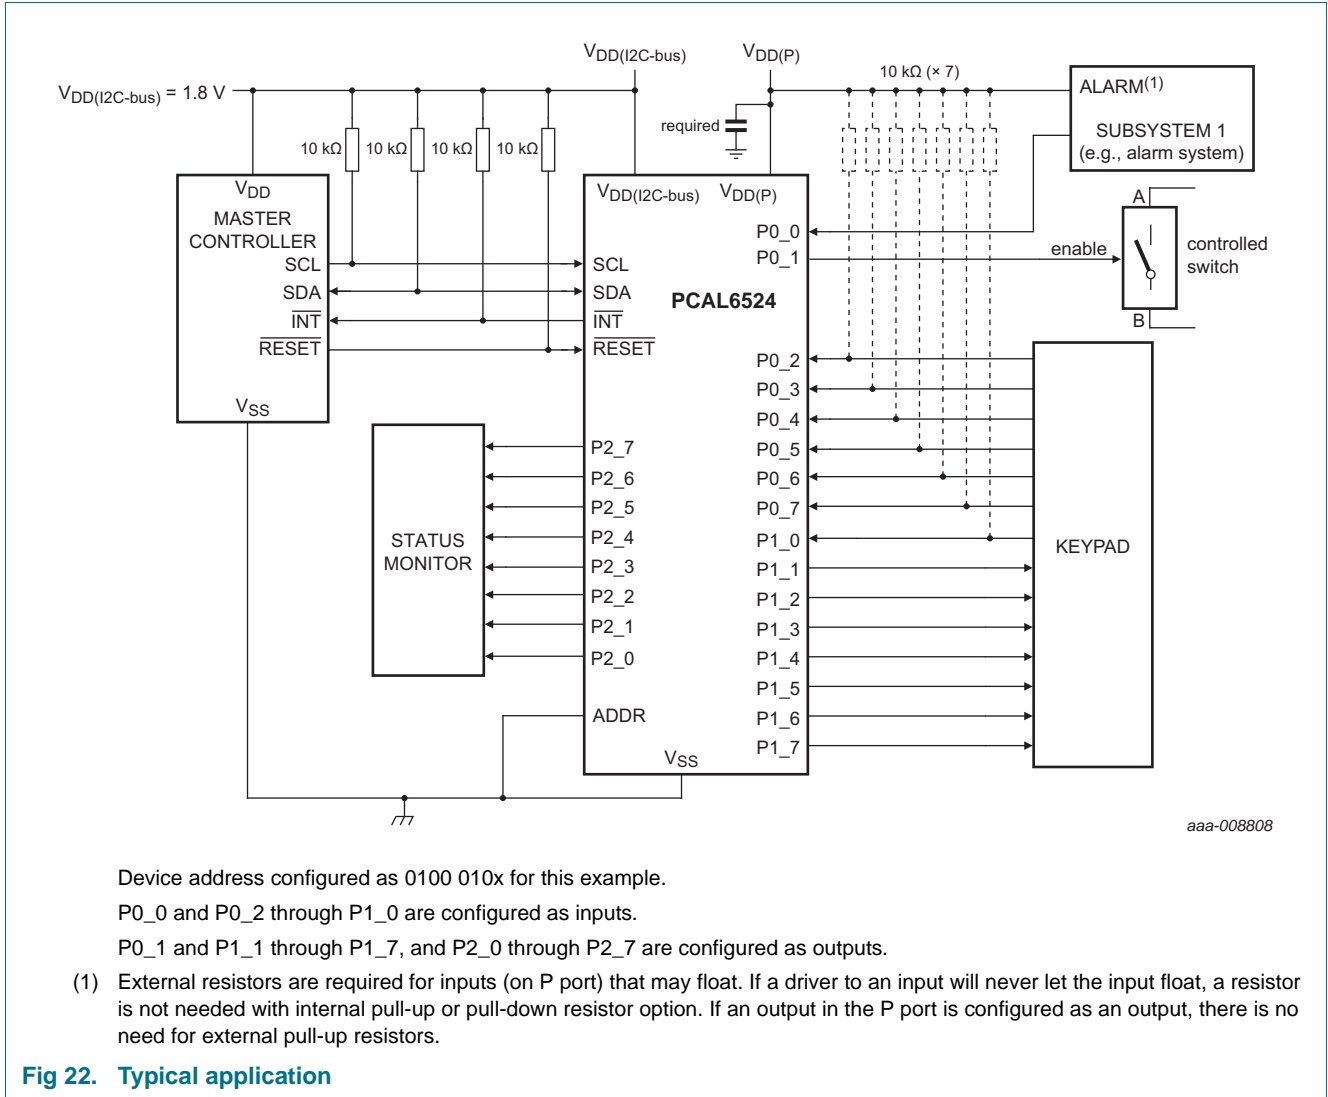 V_DD(I2C-bus)
V_DD(P)
V_DD(I2C-bus) = 1.8 V
10 kΩ (× 7)
ALARM(1)
SUBSYSTEM 1
(e.g., alarm system)
required
10 kΩ
10 kΩ
10 kΩ
10 kΩ
V_DD
MASTER
CONTROLLER
SCL
SDA
INT
RESET
V_SS
V_DD(I2C-bus)
V_DD(P)
SCL
SDA
INT
RESET
PCAL6524
P0_0
P0_1
enable
A
controlled
switch
B
P0_2
P0_3
P0_4
P0_5
P0_6
P0_7
P1_0
P1_1
P1_2
P1_3
P1_4
P1_5
P1_6
P1_7
KEYPAD
STATUS
MONITOR
P2_7
P2_6
P2_5
P2_4
P2_3
P2_2
P2_1
P2_0
ADDR
V_SS
aaa-008808
Device address configured as 0100 010x for this example.
P0_0 and P0_2 through P1_0 are configured as inputs.
P0_1 and P1_1 through P1_7, and P2_0 through P2_7 are configured as outputs.
(1) External resistors are required for inputs (on P port) that may float. If a driver to an input will never let the input float, a resistor
is not needed with internal pull-up or pull-down resistor option. If an output in the P port is configured as an output, there is no
need for external pull-up resistors.
Fig 22. Typical application